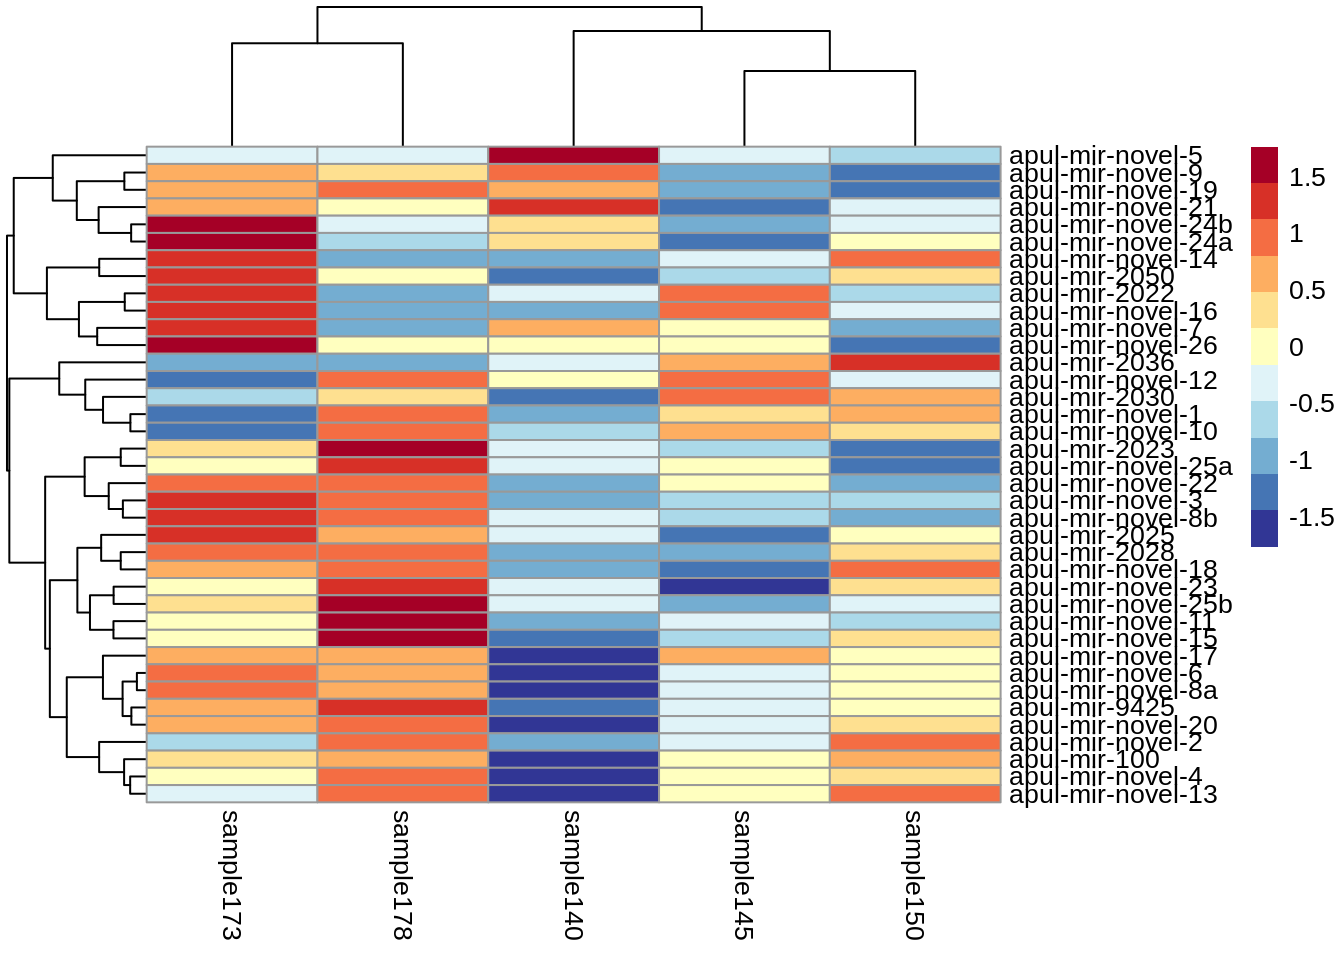 apul-mir-novel-5
apul-mir-novel-9
apul-mir-novel-19
apul-mir-novel-21
apul-mir-novel-24b
apul-mir-novel-24a
apul-mir-novel-14
apul-mir-2050
apul-mir-2022
apul-mir-novel-16
apul-mir-novel-7
apul-mir-novel-26
apul-mir-2036
apul-mir-novel-12
apul-mir-2030
apul-mir-novel-1
apul-mir-novel-10
apul-mir-2023
apul-mir-novel-25a
apul-mir-novel-22
apul-mir-novel-3
apul-mir-novel-8b
apul-mir-2025
apul-mir-2028
apul-mir-novel-18
apul-mir-novel-23
apul-mir-novel-25b
apul-mir-novel-11
apul-mir-novel-15
apul-mir-novel-17
apul-mir-novel-6
apul-mir-novel-8a
apul-mir-9425
apul-mir-novel-20
apul-mir-novel-2
apul-mir-100
apul-mir-novel-4
apul-mir-novel-13
1.5
1
0.5
0
-0.5
-1
-1.5
sample173
sample178
sample140
sample145
sample150